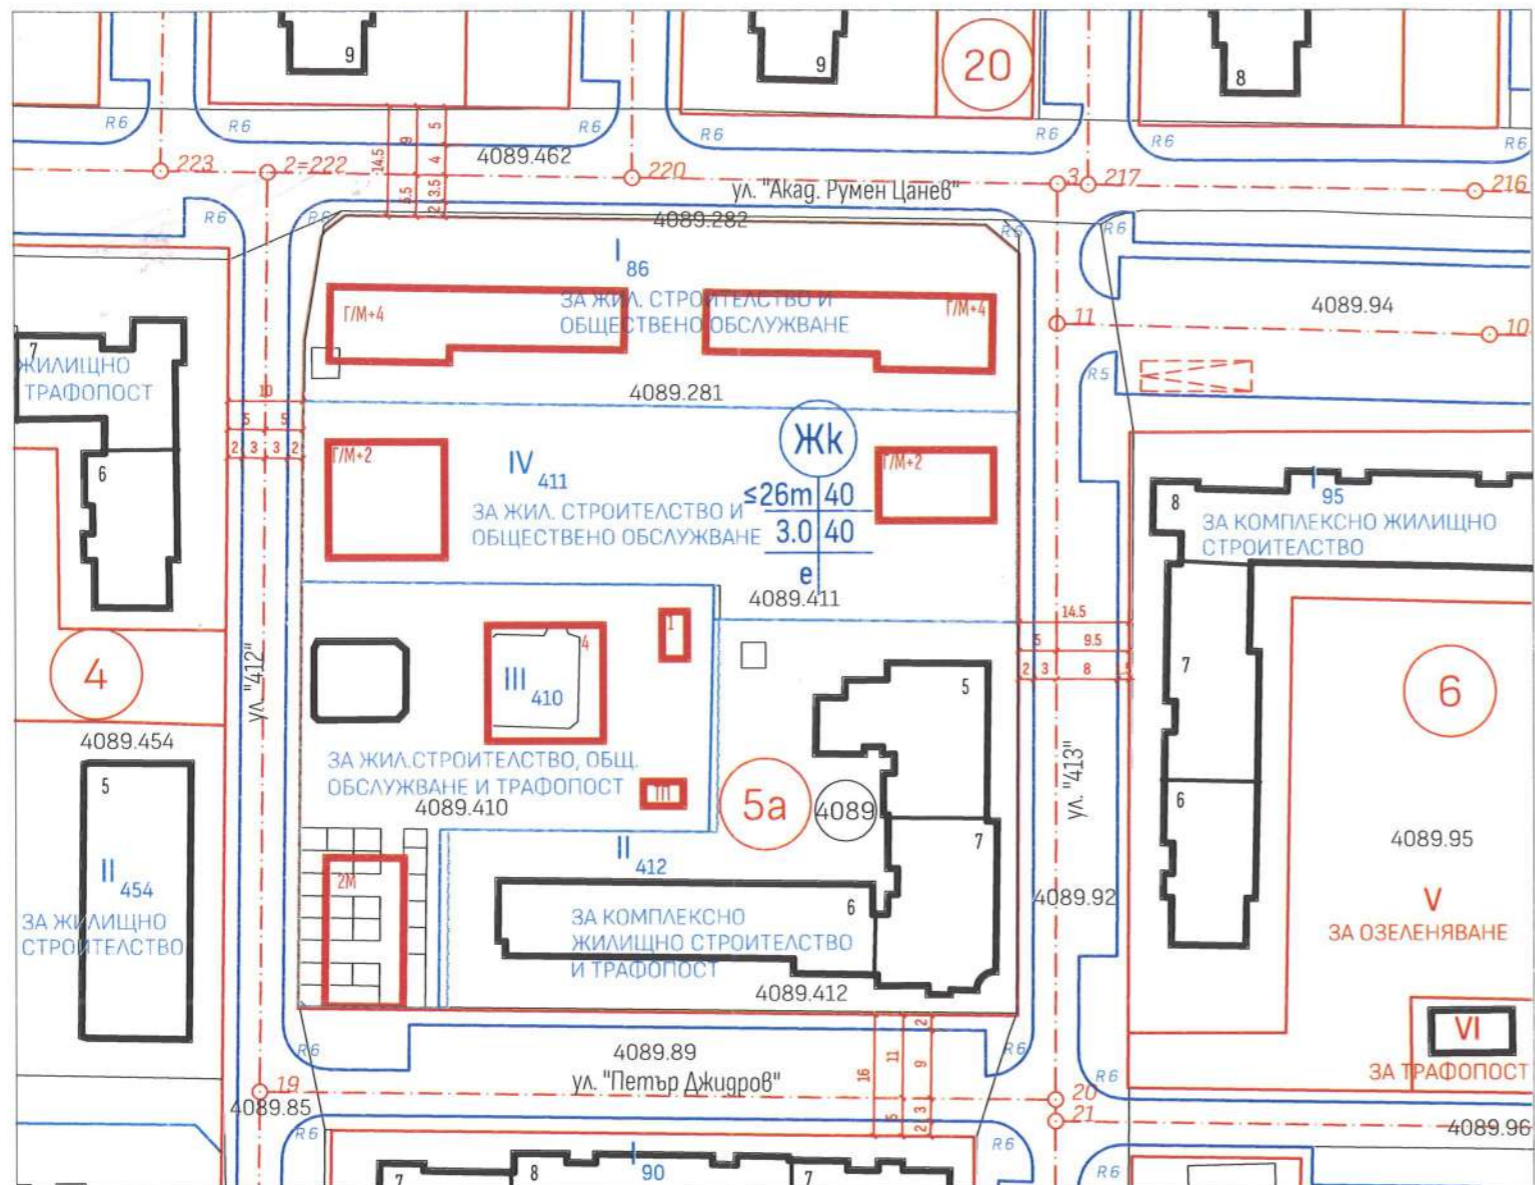 9
9
8
20
R6
R6
R6
R6
R6
R6
R6
5
9
14.5
4
4089.462
3.5
5.5
2
223
2=222
220
3
217
216
ул. "Акад. Румен Цанев"
4089.282
R6
R6
R6
R6
I 86
ЗА ЖИЛ. СТРОИТЕЛСТВО И
ОБЩЕСТВЕНО ОБСЛУЖВАНЕ
Г/М+4
Г/М+4
4089.94
11
10
7
ЖИЛИЩНО
ТРАФОПОСТ
R5
4089.281
10
5
5
2
3
3
2
Жк
Г/М+2
Г/М+2
6
IV 411
ЗА ЖИЛ. СТРОИТЕЛСТВО И
ОБЩЕСТВЕНО ОБСЛУЖВАНЕ
≤26m 40
3.0 40
е
4089.411
8
I 95
ЗА КОМПЛЕКСНО ЖИЛИЩНО
СТРОИТЕЛСТВО
14.5
5
9.5
2
3
8
1
4
4
III 410
5
7
6
ул. "412"
4089.454
ЗА ЖИЛ.СТРОИТЕЛСТВО, ОБЩ.
ОБСЛУЖВАНЕ И ТРАФОПОСТ
4089.410
5а
4089
ул. "413"
5
6
7
4089.95
II 454
ЗА ЖИЛИЩНО
СТРОИТЕЛСТВО
2М
II 412
6
ЗА КОМПЛЕКСНО
ЖИЛИЩНО СТРОИТЕЛСТВО
И ТРАФОПОСТ
4089.412
4089.92
V
ЗА ОЗЕЛЕНЯВАНЕ
VI
ЗА ТРАФОПОСТ
R6
4089.89
ул. "Петър Джидров"
2
11
9
16
3
5
2
R6
R6
19
4089.85
20
21
4089.96
R6
R6
R6
7
8
I 90
7